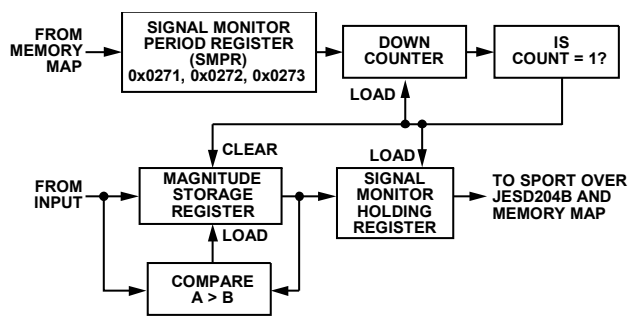 FROM
MEMORY
MAP
SIGNAL MONITOR
PERIOD REGISTER
(SMPR)
0x0271, 0x0272, 0x0273
DOWN
COUNTER
IS
COUNT = 1?
LOAD
CLEAR
LOAD
FROM
INPUT
MAGNITUDE
STORAGE
REGISTER
SIGNAL
MONITOR
HOLDING
REGISTER
TO SPORT OVER
JESD204B AND
MEMORY MAP
LOAD
COMPARE
A > B